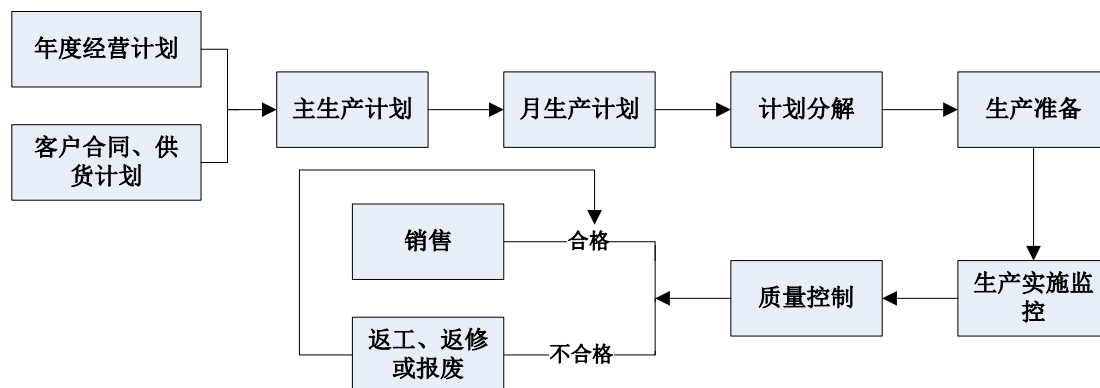 年度经营计划
客户合同、供
货计划
主生产计划
月生产计划
计划分解
生产准备
销售
合格
质量控制
生产实施监
控
返工、返修
或报废
不合格